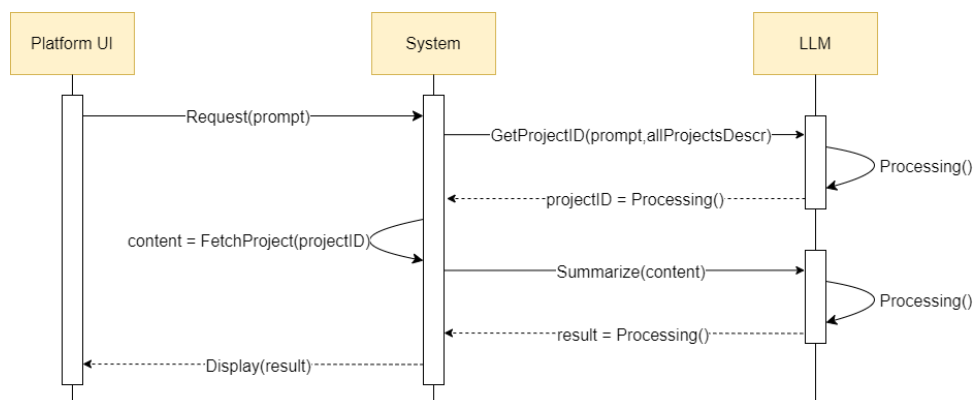 Platform UI
System
LLM
Request(prompt)
GetProjectID(prompt,allProjectsDescr)
Processing()
projectID = Processing()
content = FetchProject(projectID)
Summarize(content)
Processing()
result = Processing()
Display(result)